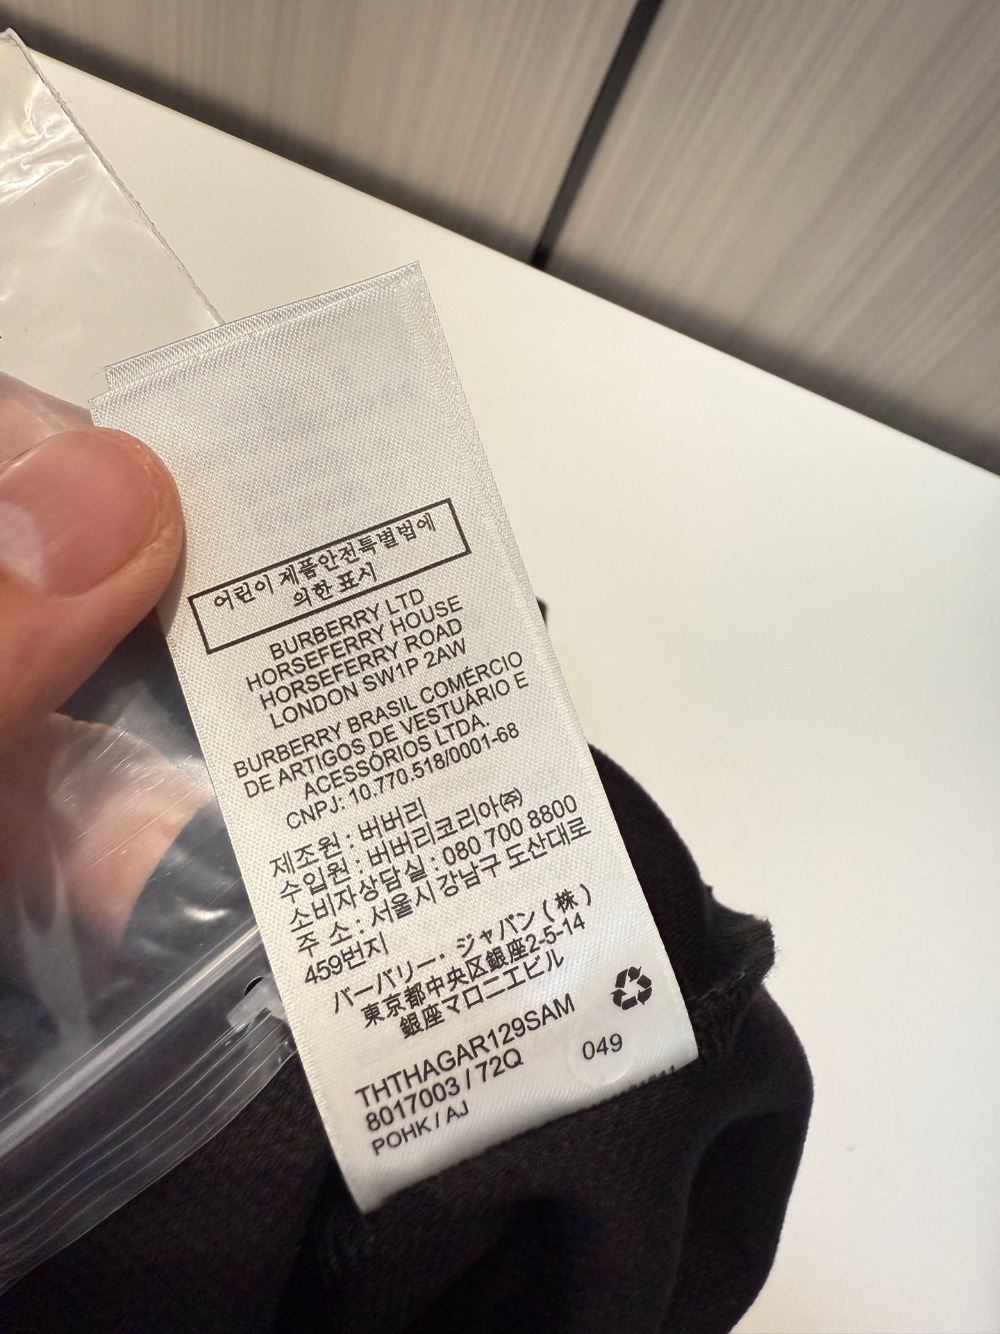 어린이 제품안전특별법에
의한 표시
BURBERRY LTD
HORSEFERRY HOUSE
HORSEFERRY ROAD
LONDON SW1P 2AW
BURBERRY BRASIL COMÉRCIO
DE ARTIGOS DE VESTUÁRIO E
ACESSÓRIOS LTDA.
CNPJ: 10.770.518/0001-68
제조원 : 버버리
수입원 : 버버리코리아㈜
소비자상담실 : 080 700 8800
주 소 : 서울시 강남구 도산대로
459번지
バーバリー・ジャパン(株)
東京都中央区銀座2-5-14
銀座マロニエビル
THTHAGAR129SAM
8017003 / 72Q
049
POHK / AJ